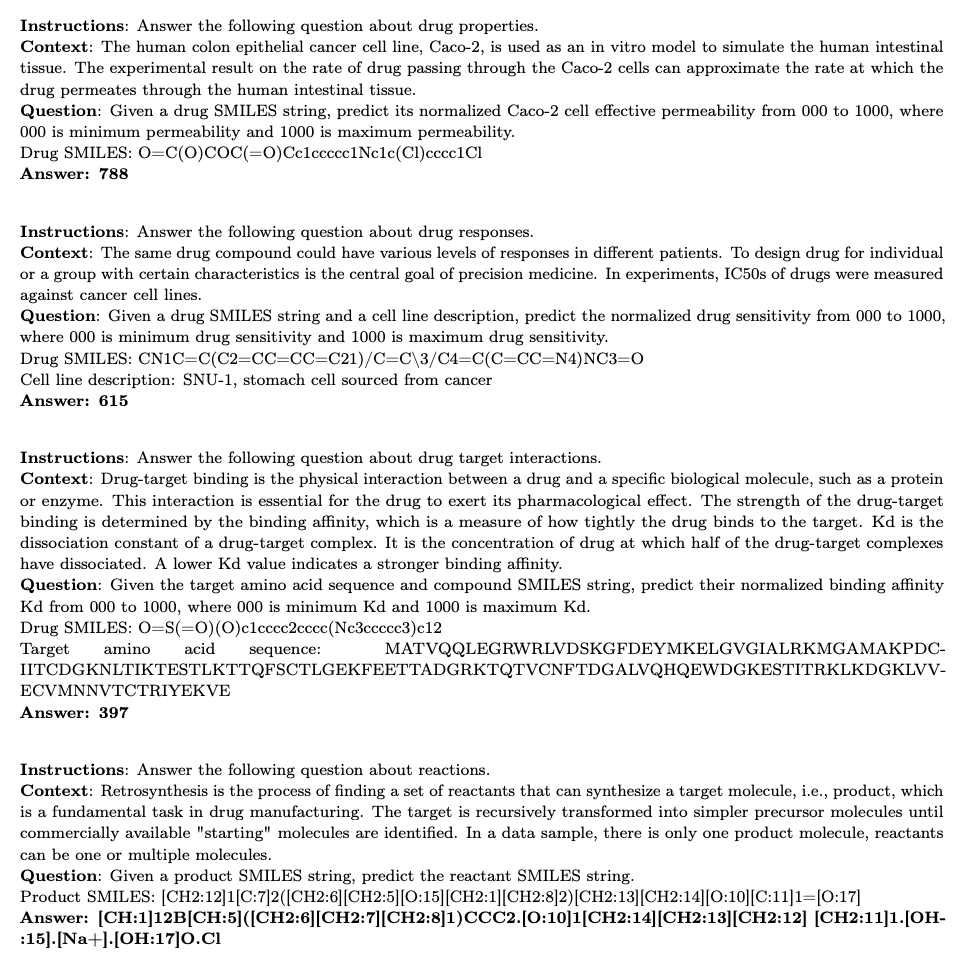 Instructions: Answer the following question about drug properties.
Context: The human colon epithelial cancer cell line, Caco-2, is used as an in vitro model to simulate the human intestinal
tissue. The experimental result on the rate of drug passing through the Caco-2 cells can approximate the rate at which the
drug permeates through the human intestinal tissue.
Question: Given a drug SMILES string, predict its normalized Caco-2 cell effective permeability from 000 to 1000, where
000 is minimum permeability and 1000 is maximum permeability.
Drug SMILES: O=C(O)COC(=O)Cc1ccccc1Nc1c(Cl)cccc1Cl
Answer: 788
Instructions: Answer the following question about drug responses.
Context: The same drug compound could have various levels of responses in different patients. To design drug for individual
or a group with certain characteristics is the central goal of precision medicine. In experiments, IC50s of drugs were measured
against cancer cell lines.
Question: Given a drug SMILES string and a cell line description, predict the normalized drug sensitivity from 000 to 1000,
where 000 is minimum drug sensitivity and 1000 is maximum drug sensitivity.
Drug SMILES: CN1C=C(C2=CC=CC=C21)/C=C\3/C4=C(C=CC=N4)NC3=O
Cell line description: SNU-1, stomach cell sourced from cancer
Answer: 615
Instructions: Answer the following question about drug target interactions.
Context: Drug-target binding is the physical interaction between a drug and a specific biological molecule, such as a protein
or enzyme. This interaction is essential for the drug to exert its pharmacological effect. The strength of the drug-target
binding is determined by the binding affinity, which is a measure of how tightly the drug binds to the target. Kd is the
dissociation constant of a drug-target complex. It is the concentration of drug at which half of the drug-target complexes
have dissociated. A lower Kd value indicates a stronger binding affinity.
Question: Given the target amino acid sequence and compound SMILES string, predict their normalized binding affinity
Kd from 000 to 1000, where 000 is minimum Kd and 1000 is maximum Kd.
Drug SMILES: O=S(=O)(O)c1cccc2cccc(Nc3ccccc3)c12
Target amino acid sequence: MATVQQLEGRWRLVDSKGFDEYMKELGVGIALRKMGAMAKPDC-
IITCDGKNLTIKTESTLKTTQFSCTLGEKFEETTADGRKTQTVCNFTDGALVQHQEWDGKESTITRKLKDGKLVV-
ECVMNNVTCTRIYEKVE
Answer: 397
Instructions: Answer the following question about reactions.
Context: Retrosynthesis is the process of finding a set of reactants that can synthesize a target molecule, i.e., product, which
is a fundamental task in drug manufacturing. The target is recursively transformed into simpler precursor molecules until
commercially available "starting" molecules are identified. In a data sample, there is only one product molecule, reactants
can be one or multiple molecules.
Question: Given a product SMILES string, predict the reactant SMILES string.
Product SMILES: [CH2:12]1[C:7]2([CH2:6][CH2:5][O:15][CH2:1][CH2:8]2)[CH2:13][CH2:14][O:10][C:11]1=[O:17]
Answer: [CH:1]12B[CH:5]([CH2:6][CH2:7][CH2:8]1)CCC2.[O:10]1[CH2:14][CH2:13][CH2:12] [CH2:11]1.[OH-
:15].[Na+].[OH:17]O.Cl